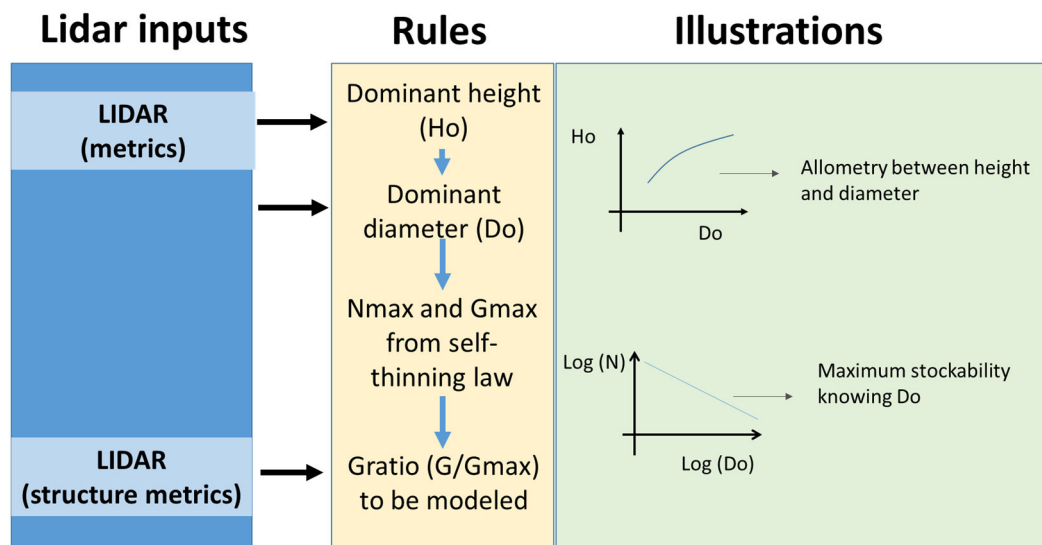 Lidar inputs
Rules
Illustrations
LIDAR
(metrics)
Dominant height
(Ho)
Dominant
diameter (Do)
Nmax and Gmax
from self-
thinning law
LIDAR
(structure metrics)
Gratio (G/Gmax)
to be modeled
Ho
Do
Allometry between height
and diameter
Log (N)
Log (Do)
Maximum stockability
knowing Do